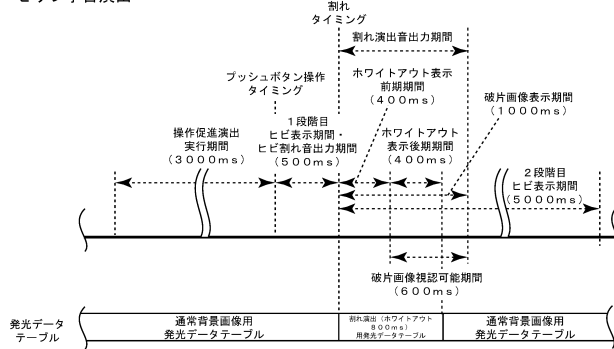 割れ
タイミング
割れ演出音出力期間
プッシュボタン操作
タイミング
ホワイトアウト表示
前期期間
(400ms)
破片画像表示期間
(1000ms)
操作促進演出
実行期間
(3000ms)
1段階目
ヒビ表示期間・
ヒビ割れ音出力期間
(500ms)
ホワイトアウト
表示後期期間
(400ms)
2段階目
ヒビ表示期間
(5000ms)
破片画像視認可能期間
(600ms)
発光データ
テーブル
通常背景画像用
発光データテーブル
割れ演出(ホワイトアウト
800ms)
用発光データテーブル
通常背景画像用
発光データテーブル